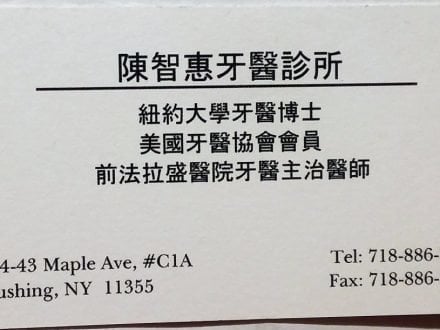 陳智惠牙醫診所
紐約大學牙醫博士
美國牙醫協會會員
前法拉盛醫院牙醫主治醫師
4-43 Maple Ave, #C1A
ushing, NY 11355
Tel: 718-886-
Fax: 718-886-